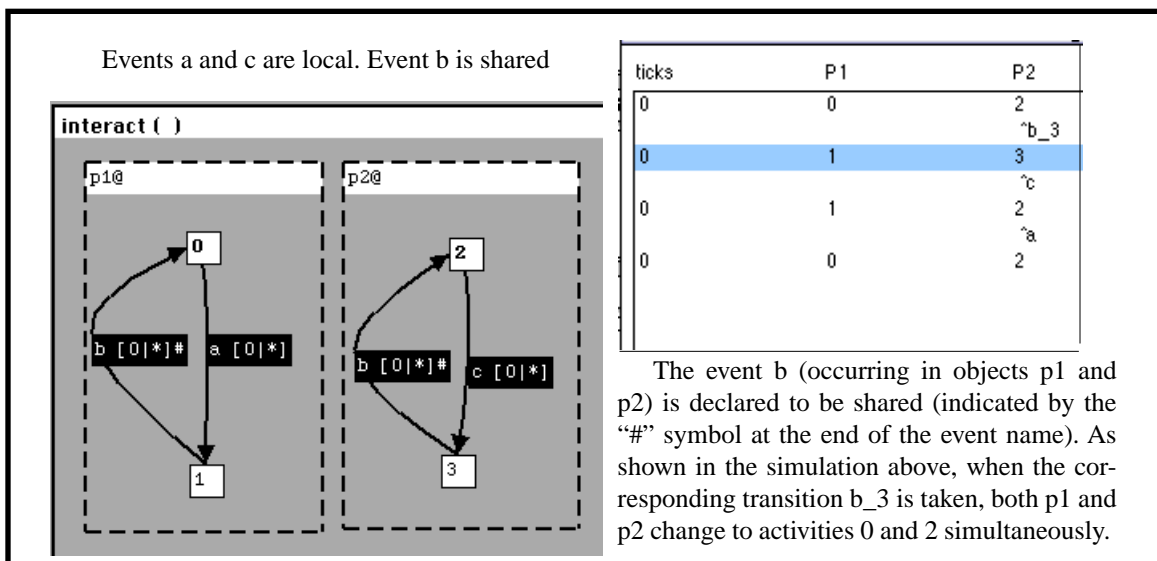 Events a and c are local. Event b is shared
interact ( )
p1@
p2@
0
2
b [0|*]#
a [0|*]
b [0|*]#
c [0|*]
1
3
ticks P1 P2
0 0 2
^b_3
0 1 3
^c
0 1 2
^a
0 0 2
The event b (occurring in objects p1 and
p2) is declared to be shared (indicated by the
“#” symbol at the end of the event name). As
shown in the simulation above, when the cor-
responding transition b_3 is taken, both p1 and
p2 change to activities 0 and 2 simultaneously.